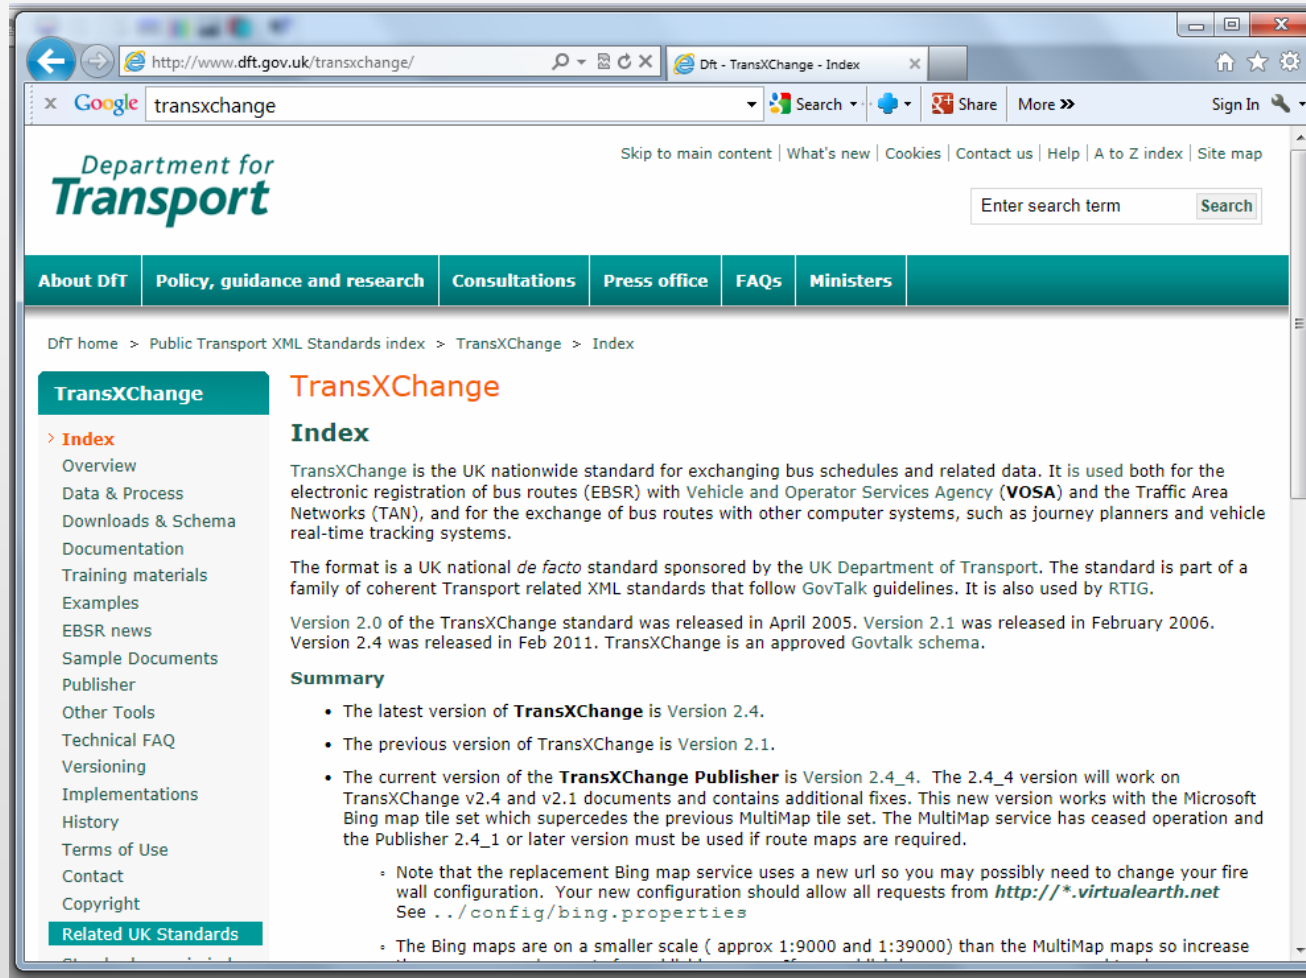 http://www.dft.gov.uk/transxchange/
Dft - TransXChange - Index
x Google transxchange Search Share More » Sign In
Skip to main content | What's new | Cookies | Contact us | Help | A to Z index | Site map
Department for
Transport
Enter search term Search
About DfT Policy, guidance and research Consultations Press office FAQs Ministers
DfT home > Public Transport XML Standards index > TransXChange > Index
TransXChange
> Index
Overview
Data & Process
Downloads & Schema
Documentation
Training materials
Examples
EBSR news
Sample Documents
Publisher
Other Tools
Technical FAQ
Versioning
Implementations
History
Terms of Use
Contact
Copyright
Related UK Standards
TransXChange
Index
TransXChange is the UK nationwide standard for exchanging bus schedules and related data. It is used both for the
electronic registration of bus routes (EBSR) with Vehicle and Operator Services Agency (VOSA) and the Traffic Area
Networks (TAN), and for the exchange of bus routes with other computer systems, such as journey planners and vehicle
real-time tracking systems.
The format is a UK national de facto standard sponsored by the UK Department of Transport. The standard is part of a
family of coherent Transport related XML standards that follow GovTalk guidelines. It is also used by RTIG.
Version 2.0 of the TransXChange standard was released in April 2005. Version 2.1 was released in February 2006.
Version 2.4 was released in Feb 2011. TransXChange is an approved Govtalk schema.
Summary
• The latest version of TransXChange is Version 2.4.
• The previous version of TransXChange is Version 2.1.
• The current version of the TransXChange Publisher is Version 2.4_4. The 2.4_4 version will work on
TransXChange v2.4 and v2.1 documents and contains additional fixes. This new version works with the Microsoft
Bing map tile set which supercedes the previous MultiMap tile set. The MultiMap service has ceased operation and
the Publisher 2.4_1 or later version must be used if route maps are required.
◦ Note that the replacement Bing map service uses a new url so you may possibly need to change your fire
wall configuration. Your new configuration should allow all requests from http://*.virtualearth.net
See ../config/bing.properties
◦ The Bing maps are on a smaller scale ( approx 1:9000 and 1:39000) than the MultiMap maps so increase